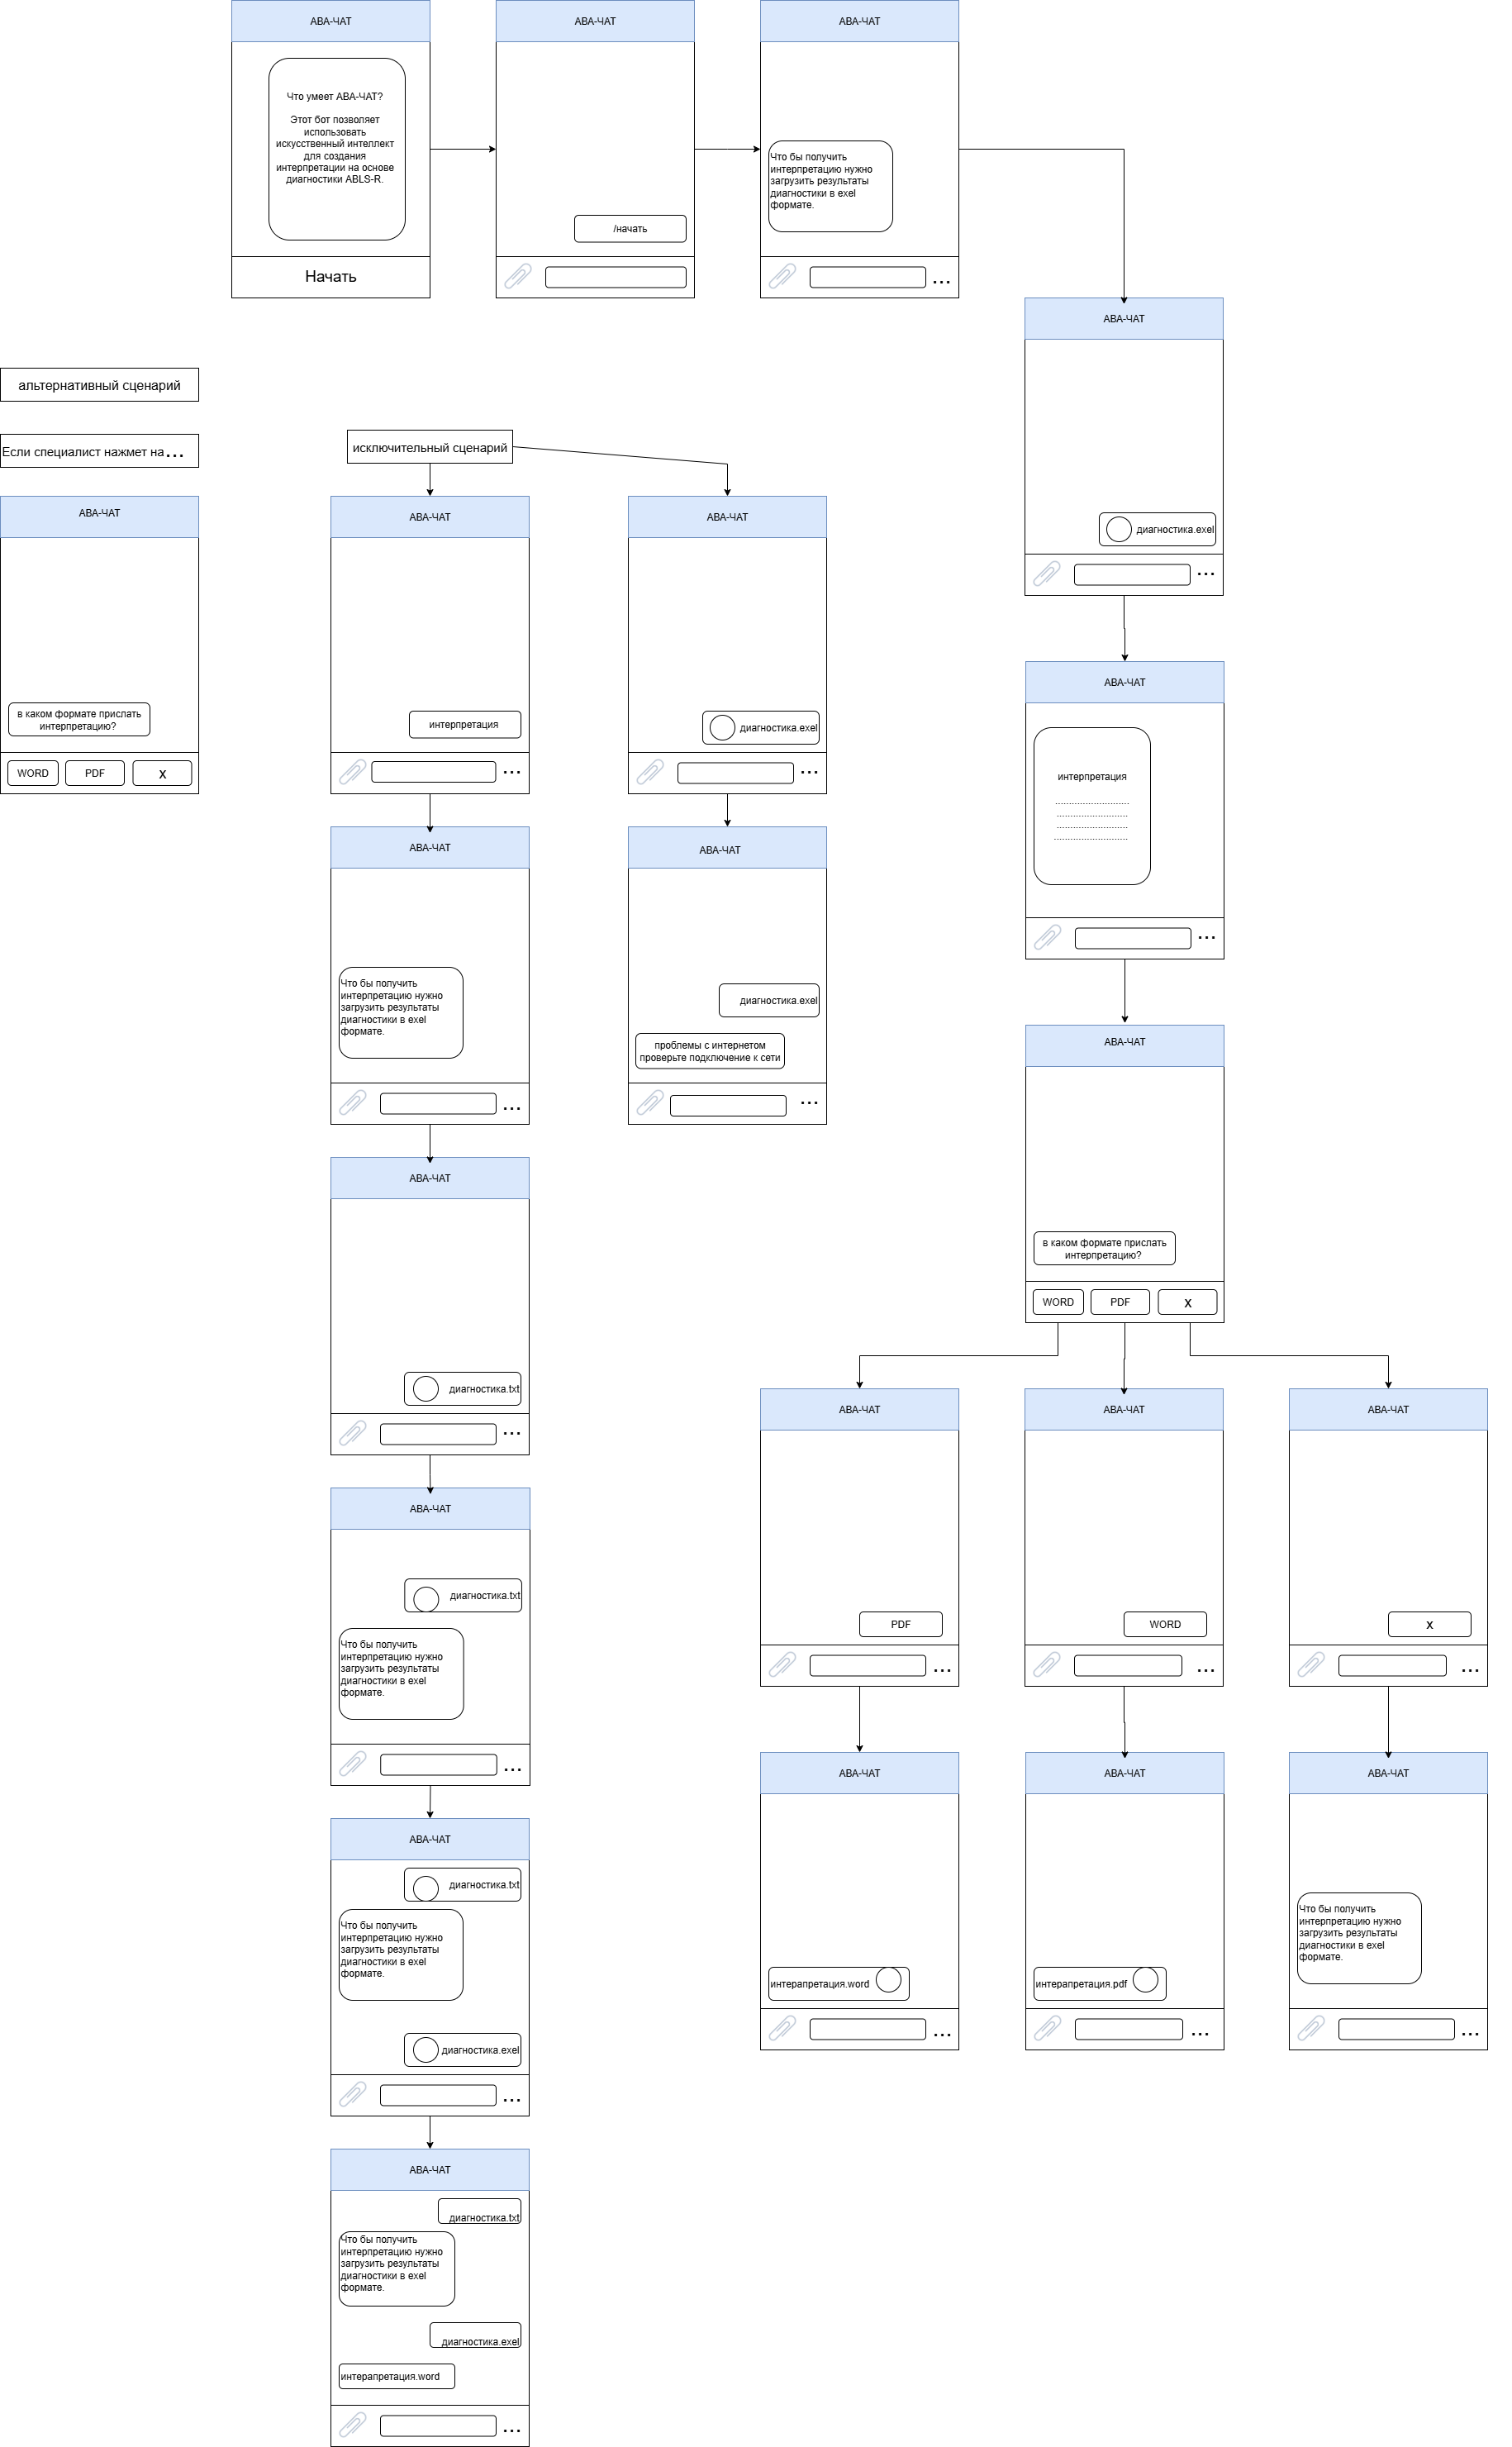 АВА-ЧАТ
Что умеет АВА-ЧАТ?
Этот бот позволяет
использовать
искусственный интеллект
для создания
интерпретации на основе
диагностики ABLS-R.
Начать
АВА-ЧАТ
/начать
АВА-ЧАТ
Что бы получить
интерпретацию нужно
загрузить результаты
диагностики в exel
формате.
...
АВА-ЧАТ
диагностика.exel
...
АВА-ЧАТ
интерпретация
...........................
..........................
..........................
...........................
...
АВА-ЧАТ
в каком формате прислать
интерпретацию?
WORD
PDF
x
АВА-ЧАТ
PDF
...
АВА-ЧАТ
WORD
...
АВА-ЧАТ
x
...
АВА-ЧАТ
интерапретация.word
...
АВА-ЧАТ
интерапретация.pdf
...
АВА-ЧАТ
Что бы получить
интерпретацию нужно
загрузить результаты
диагностики в exel
формате.
...
альтернативный сценарий
Если специалист нажмет на...
АВА-ЧАТ
в каком формате прислать
интерпретацию?
WORD
PDF
x
исключительный сценарий
АВА-ЧАТ
интерпретация
...
АВА-ЧАТ
Что бы получить
интерпретацию нужно
загрузить результаты
диагностики в exel
формате.
...
АВА-ЧАТ
диагностика.txt
...
АВА-ЧАТ
диагностика.txt
Что бы получить
интерпретацию нужно
загрузить результаты
диагностики в exel
формате.
...
АВА-ЧАТ
диагностика.txt
Что бы получить
интерпретацию нужно
загрузить результаты
диагностики в exel
формате.
диагностика.exel
...
АВА-ЧАТ
диагностика.txt
Что бы получить
интерпретацию нужно
загрузить результаты
диагностики в exel
формате.
диагностика.exel
интерапретация.word
...
АВА-ЧАТ
диагностика.exel
...
АВА-ЧАТ
диагностика.exel
проблемы с интернетом
проверьте подключение к сети
...